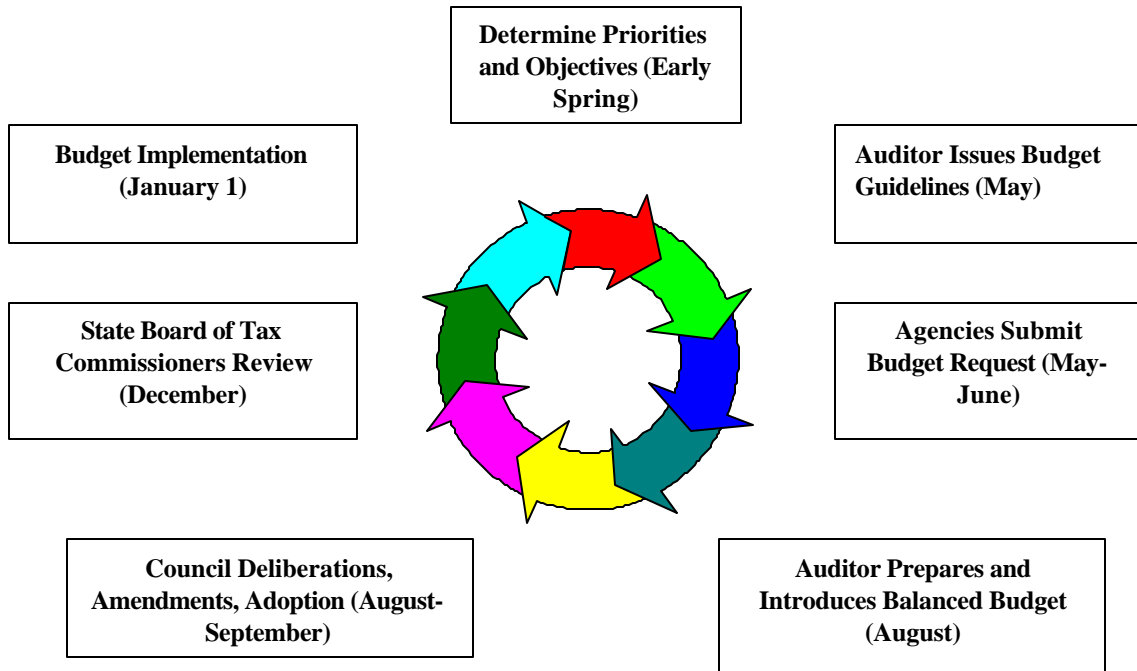 Determine Priorities
and Objectives (Early
Spring)
Budget Implementation
(January 1)
Auditor Issues Budget
Guidelines (May)
State Board of Tax
Commissioners Review
(December)
Agencies Submit
Budget Request (May-
June)
Council Deliberations,
Amendments, Adoption (August-
September)
Auditor Prepares and
Introduces Balanced Budget
(August)